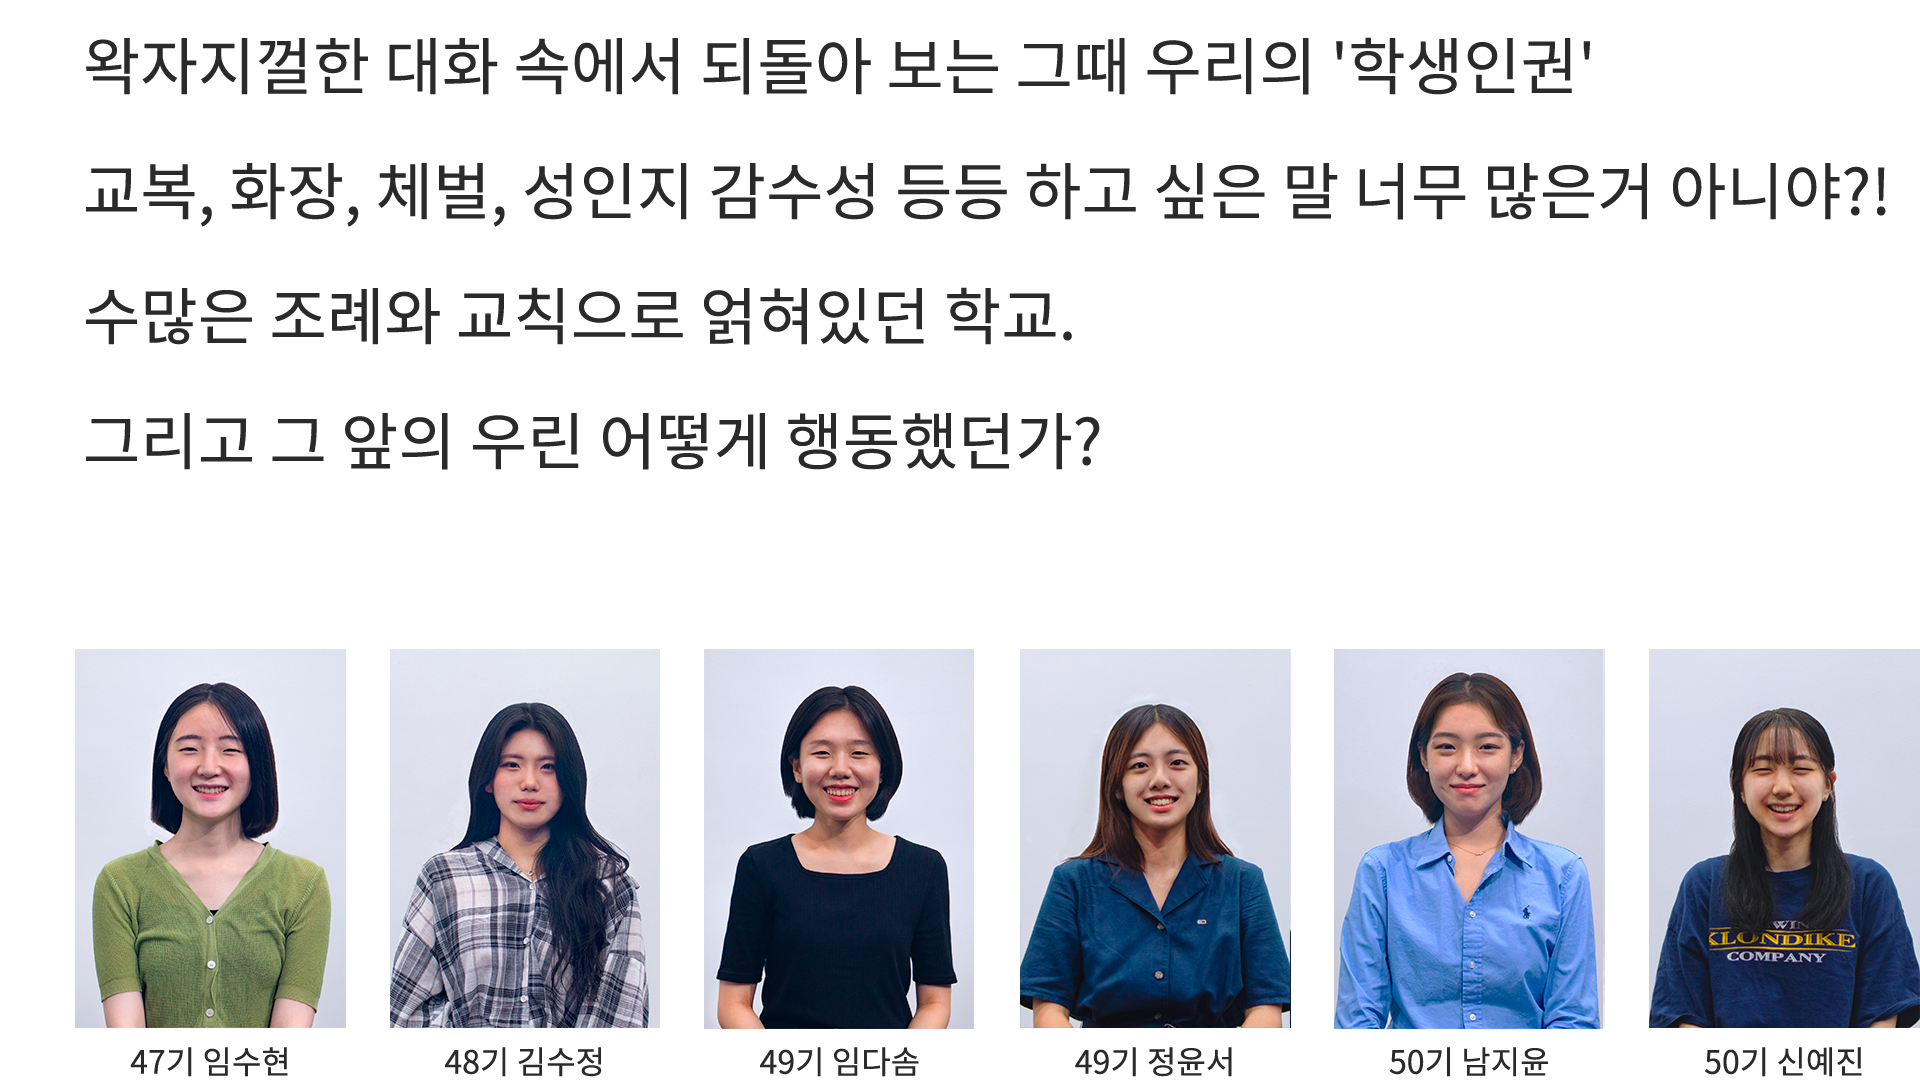 왁자지껄한 대화 속에서 되돌아 보는 그때 우리의 '학생인권'
교복, 화장, 체벌, 성인지 감수성 등등 하고 싶은 말 너무 많은거 아니야?!
수많은 조례와 교칙으로 얽혀있던 학교.
그리고 그 앞의 우린 어떻게 행동했던가?
WIN
KLONDIKE
COMPANY
47기 임수현
48기 김수정
49기 임다솜
49기 정윤서
50기 남지윤
50기 신예진